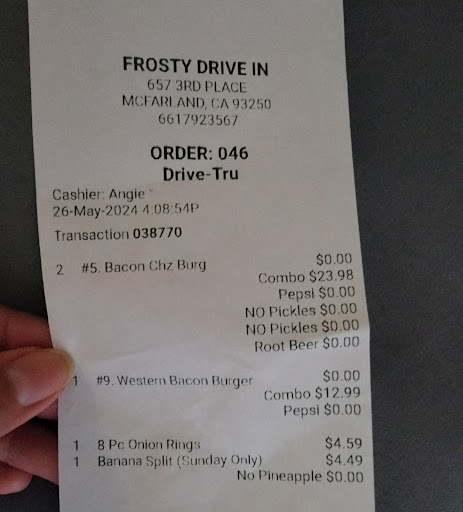 FROSTY DRIVE IN
657 3RD PLACE
MCFARLAND, CA 93250
6617923567
ORDER: 046
Drive-Tru
Cashier: Angie
26-May-2024 4:08:54P
Transaction 038770
2 #5. Bacon Chz Burg $0.00
Combo $23.98
Pepsi $0.00
NO Pickles $0.00
NO Pickles $0.00
Root Beer $0.00
1 #9. Western Bacon Burger $0.00
Combo $12.99
Pepsi $0.00
1 8 Pc Onion Rings $4.59
1 Banana Split (Sunday Only) $4.49
No Pineapple $0.00